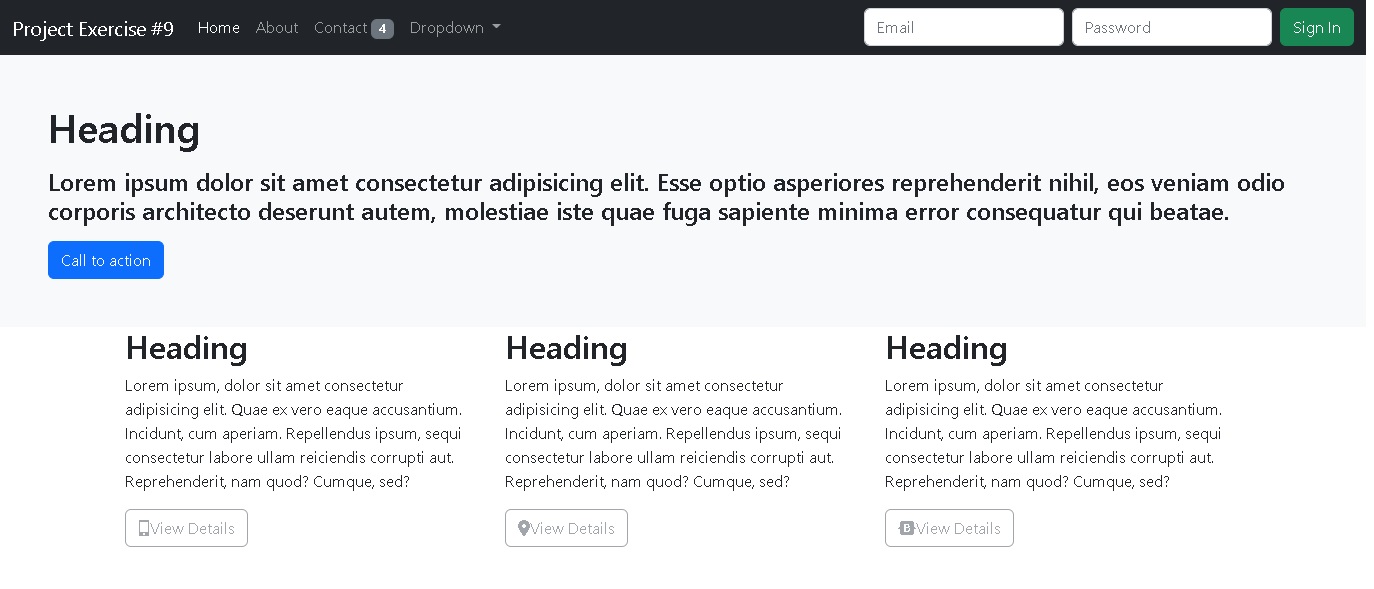 Project Exercise #9 Home About Contact 4 Dropdown Email Password Sign In
Heading
Lorem ipsum dolor sit amet consectetur adipisicing elit. Esse optio asperiores reprehenderit nihil, eos veniam odio
corporis architecto deserunt autem, molestiae iste quae fuga sapiente minima error consequatur qui beatae.
Call to action
Heading
Lorem ipsum, dolor sit amet consectetur
adipisicing elit. Quae ex vero eaque accusantium.
Incidunt, cum aperiam. Repellendus ipsum, sequi
consectetur labore ullam reiciendis corrupti aut.
Reprehenderit, nam quod? Cumque, sed?
View Details
Heading
Lorem ipsum, dolor sit amet consectetur
adipisicing elit. Quae ex vero eaque accusantium.
Incidunt, cum aperiam. Repellendus ipsum, sequi
consectetur labore ullam reiciendis corrupti aut.
Reprehenderit, nam quod? Cumque, sed?
View Details
Heading
Lorem ipsum, dolor sit amet consectetur
adipisicing elit. Quae ex vero eaque accusantium.
Incidunt, cum aperiam. Repellendus ipsum, sequi
consectetur labore ullam reiciendis corrupti aut.
Reprehenderit, nam quod? Cumque, sed?
B View Details